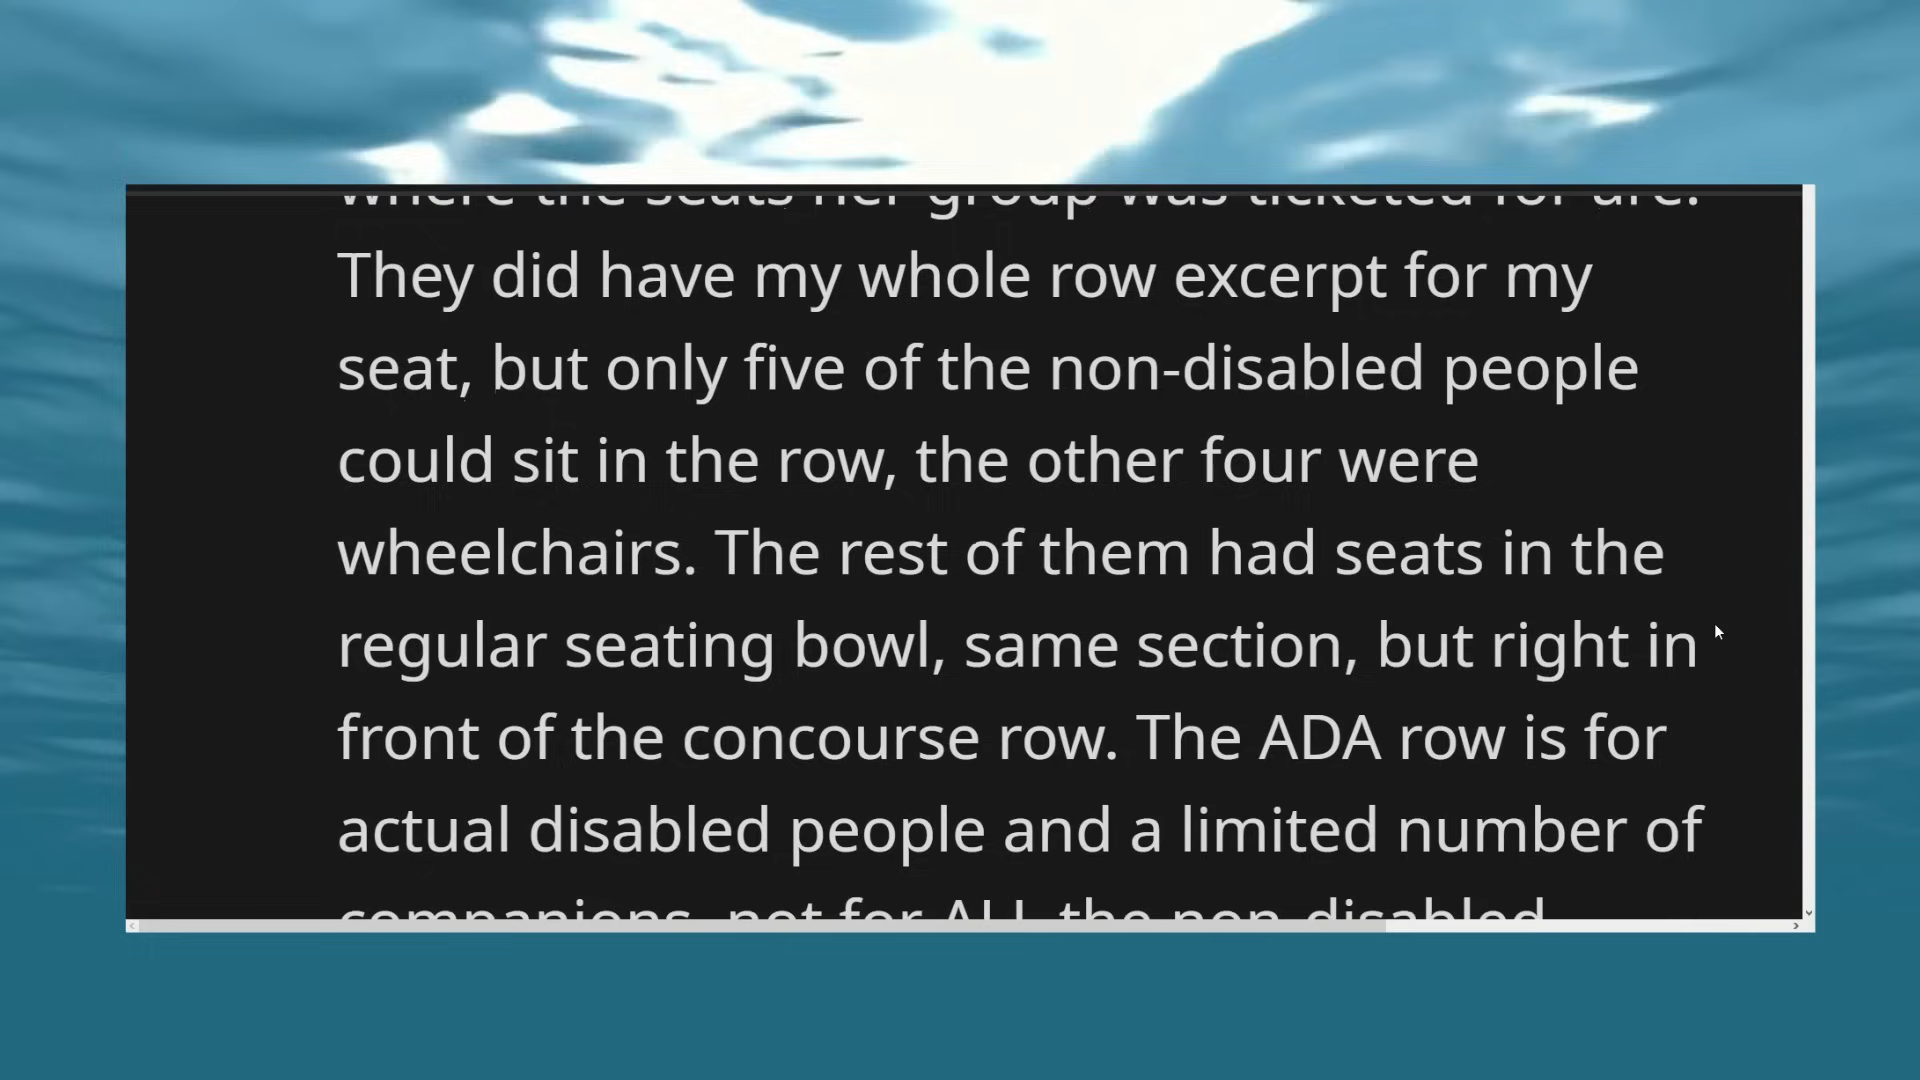 where the seats her group was ticketed for are.
They did have my whole row excerpt for my
seat, but only five of the non-disabled people
could sit in the row, the other four were
wheelchairs. The rest of them had seats in the
regular seating bowl, same section, but right in
front of the concourse row. The ADA row is for
actual disabled people and a limited number of
companions, not for ALL the non-disabled